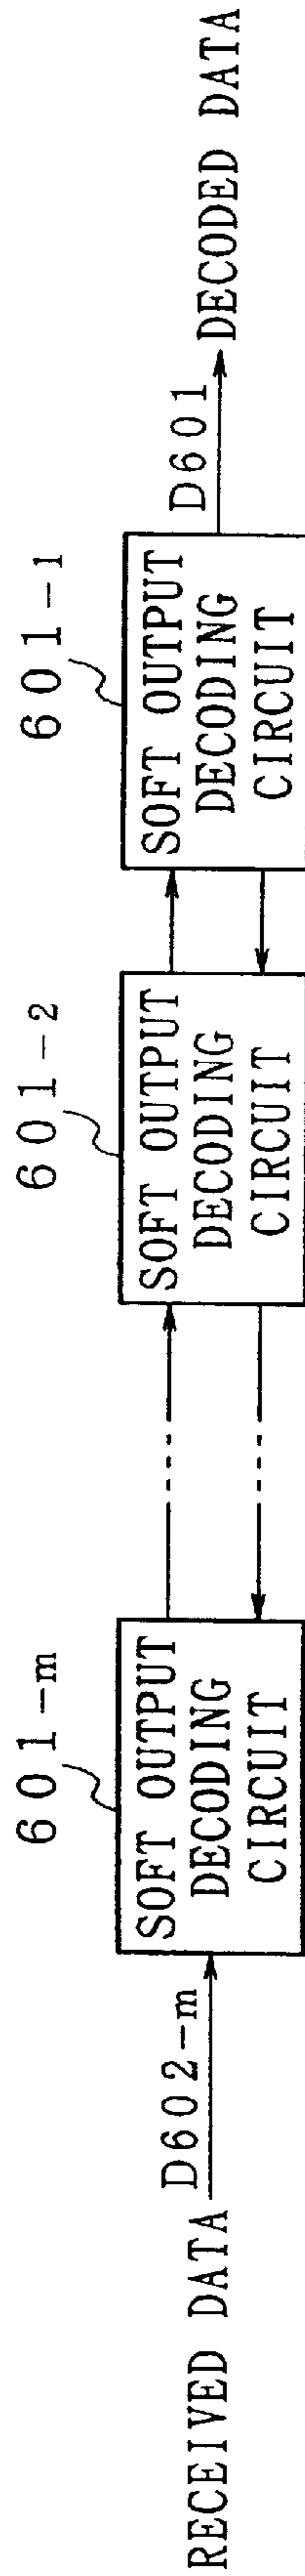 RECEIVED DATA
D602-m
601-m
SOFT OUTPUT
DECODING
CIRCUIT
601-2
SOFT OUTPUT
DECODING
CIRCUIT
601-1
SOFT OUTPUT
DECODING
CIRCUIT
D601
DECODED DATA